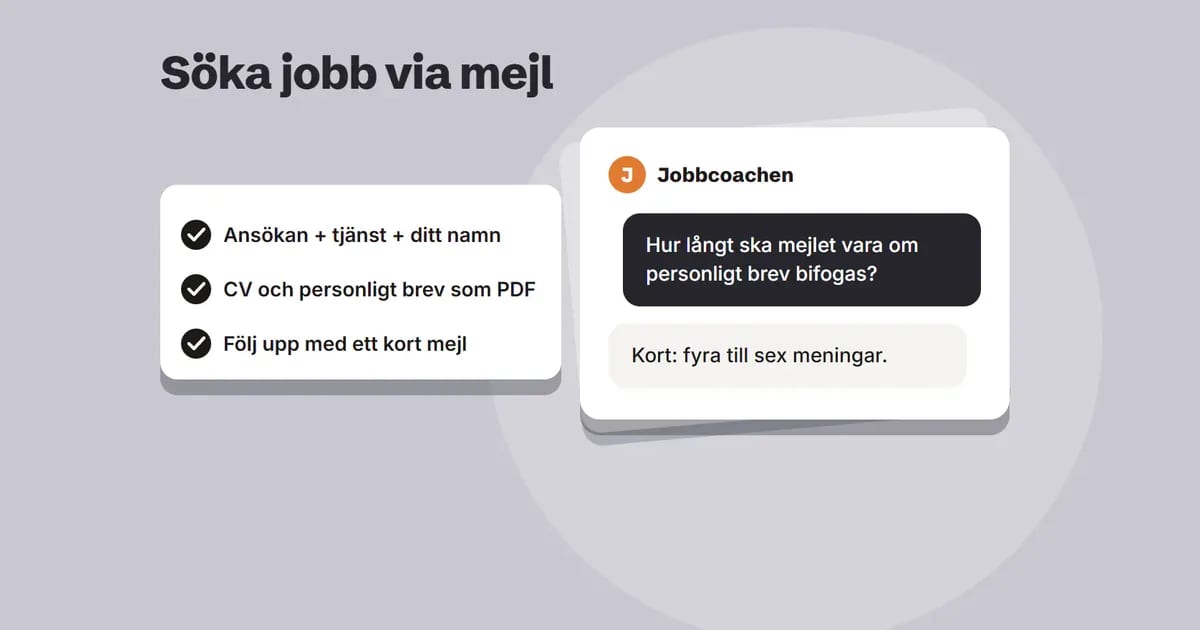 Söka jobb via mejl
Ansökan + tjänst + ditt namn
CV och personligt brev som PDF
Följ upp med ett kort mejl
J Jobbcoachen
Hur långt ska mejlet vara om
personligt brev bifogas?
Kort: fyra till sex meningar.